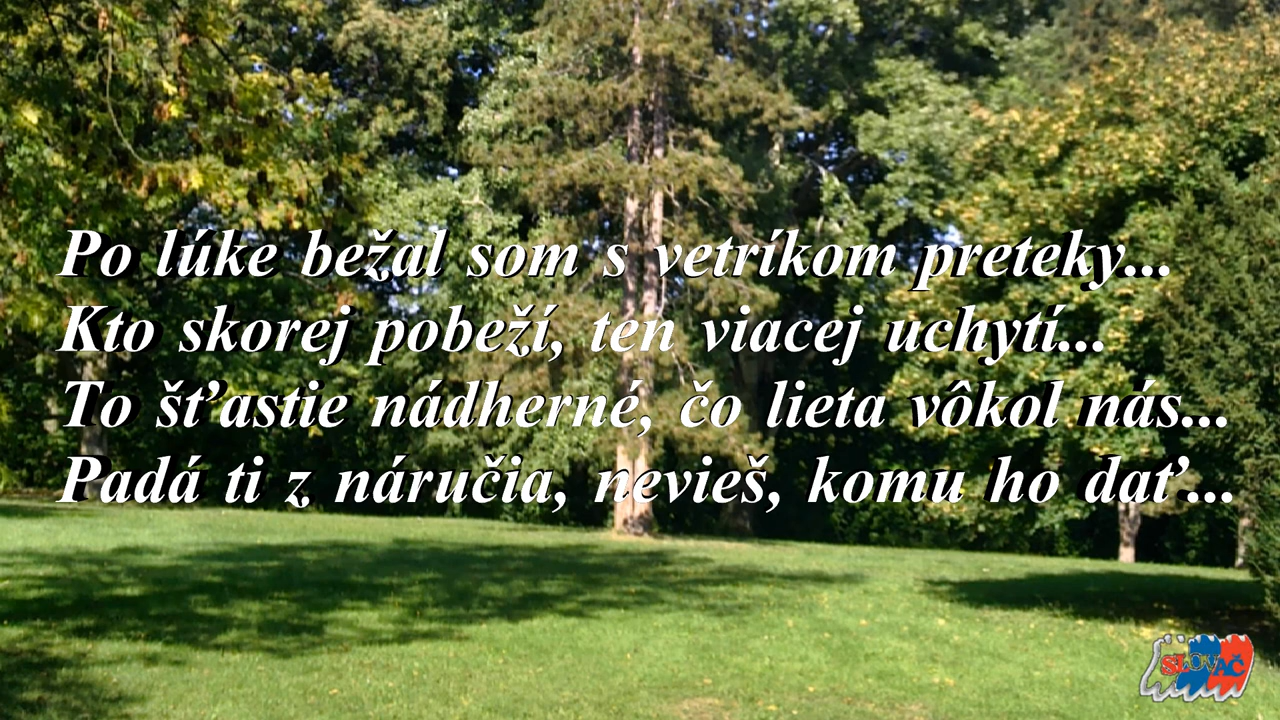 Po lúke bežal som s vetríkom preteky...
Kto skorej pobeží, ten viacej uchytí...
To šťastie nádherné, čo lieta vôkol nás...
Padá ti z náručia, nevieš, komu ho dať...
SLOVAČ